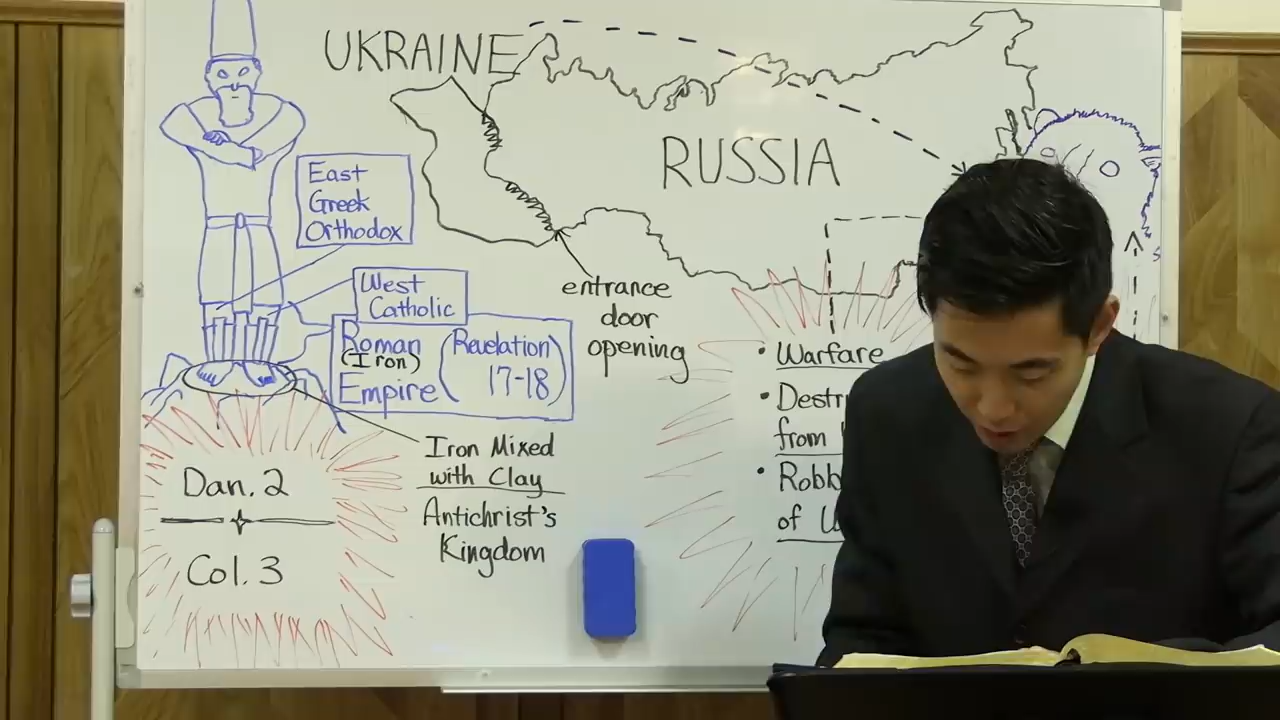 UKRAINE
RUSSIA
East
Greek
Orthodox
West
Catholic
Roman
(Iron)
Empire
(Revelation
17-18)
entrance
door
opening
Iron Mixed
with Clay
Antichrist's
Kingdom
Dan. 2
Col. 3
• Warfare
• Destr
from
• Robb
of